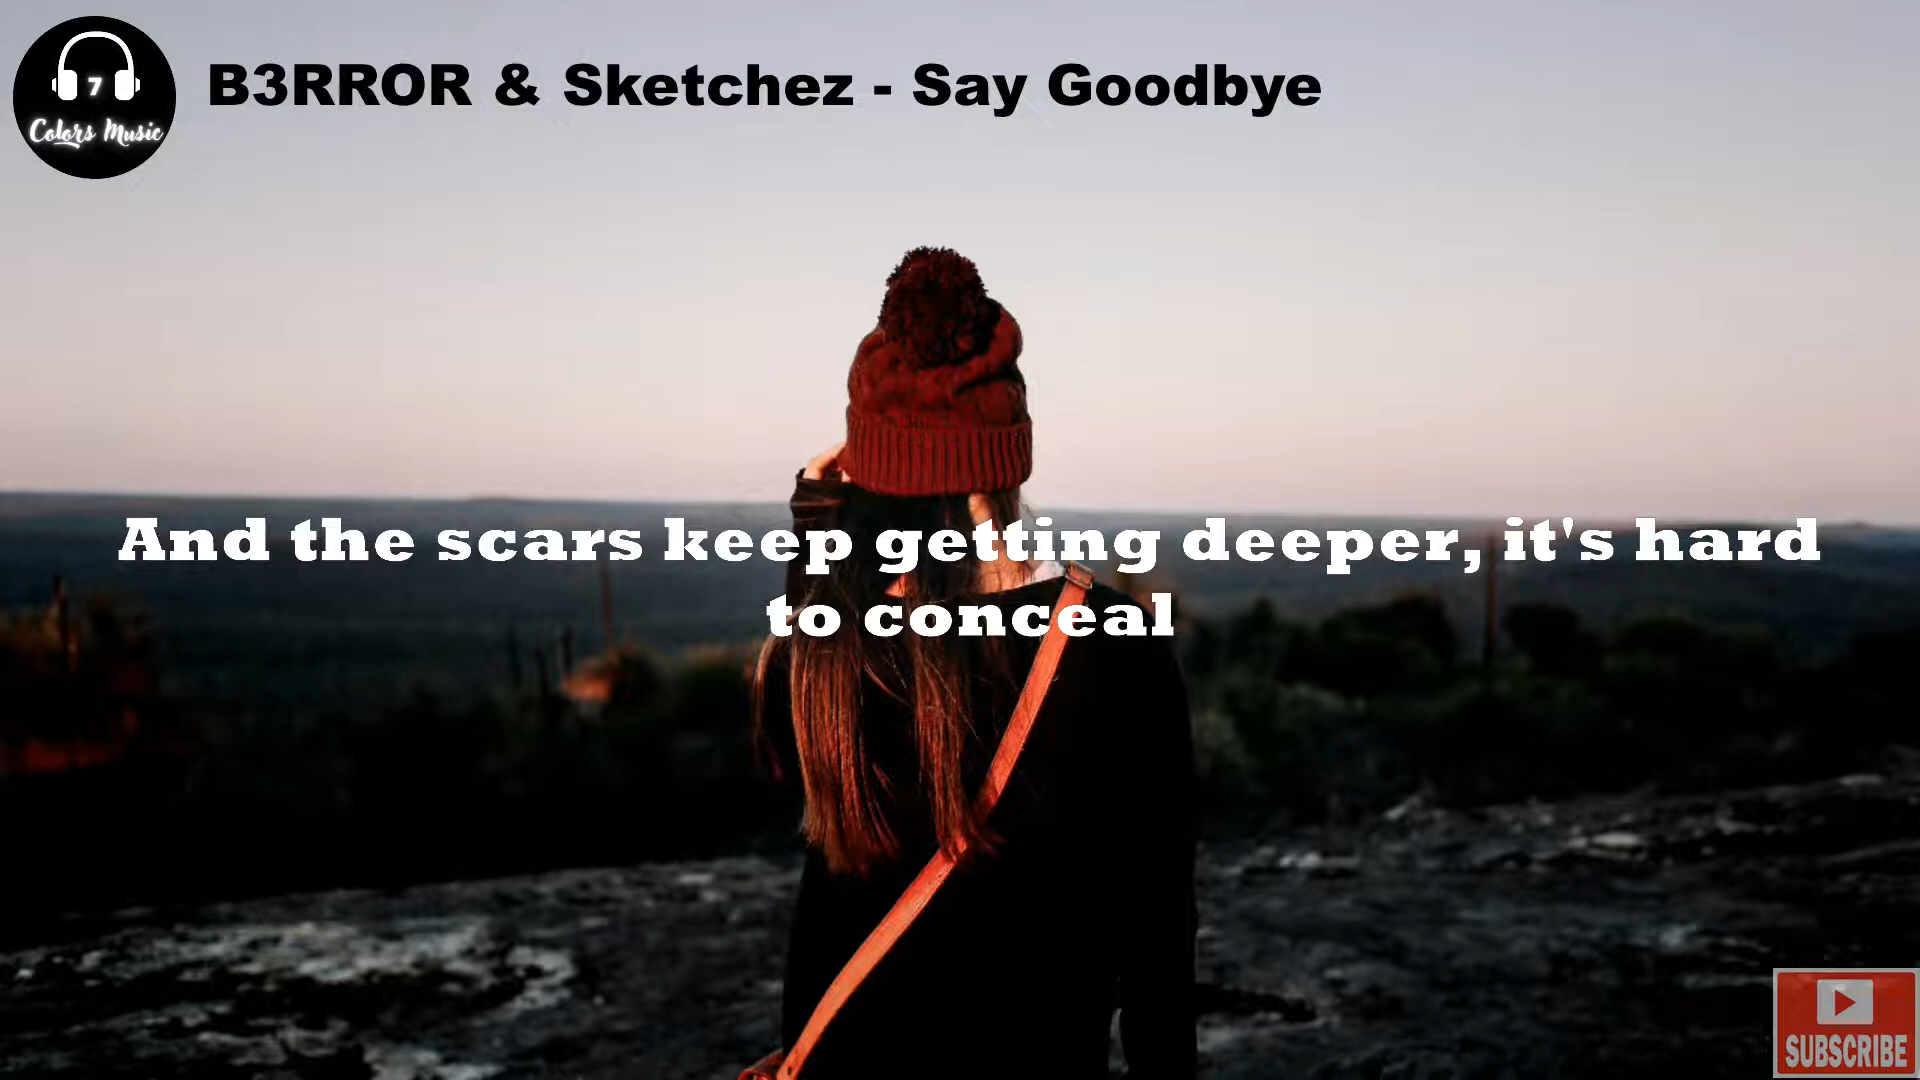 7
Colors Music
B3RROR & Sketchez - Say Goodbye
And the scars keep getting deeper, it's hard
to conceal
SUBSCRIBE